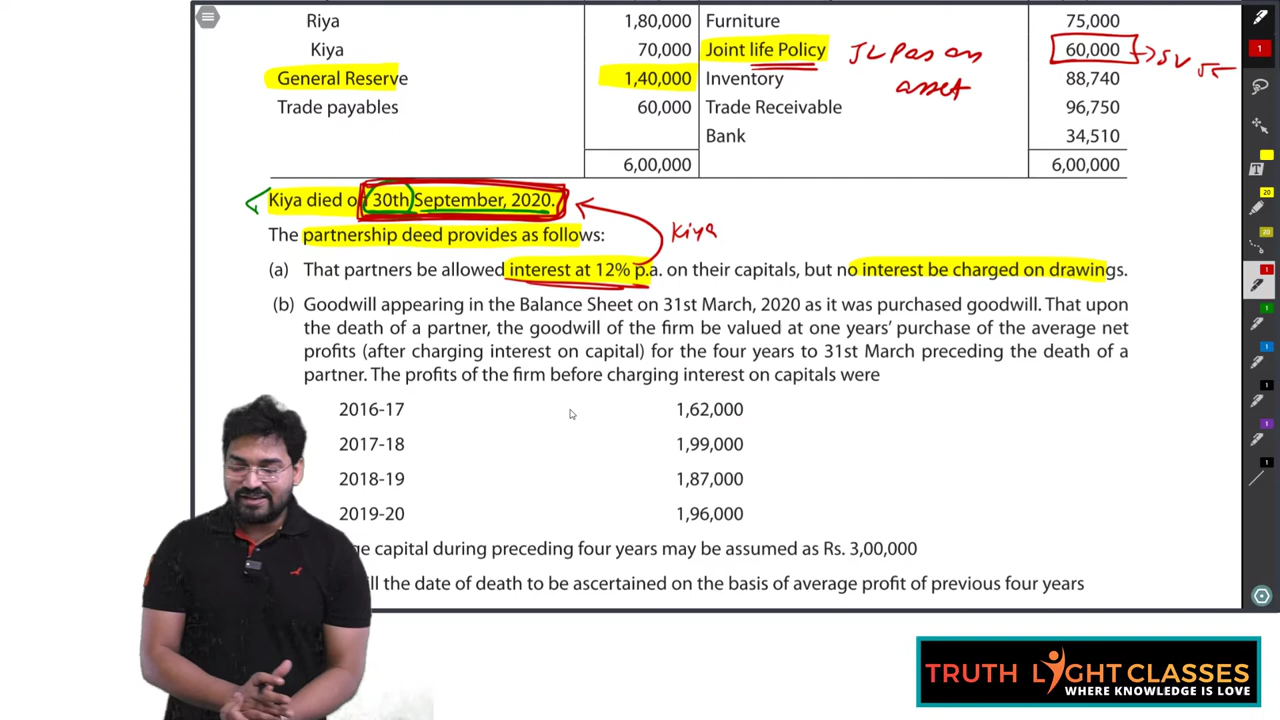 Riya 1,80,000 Furniture 75,000
Kiya 70,000 Joint life Policy JLP as an 60,000 → SV
General Reserve 1,40,000 Inventory asset 88,740
Trade payables 60,000 Trade Receivable 96,750
Bank 34,510
6,00,000 6,00,000
Kiya died o 30th September, 2020.
The partnership deed provides as follows: Kiya
(a) That partners be allowed interest at 12% p.a. on their capitals, but no interest be charged on drawings.
(b) Goodwill appearing in the Balance Sheet on 31st March, 2020 as it was purchased goodwill. That upon
the death of a partner, the goodwill of the firm be valued at one years' purchase of the average net
profits (after charging interest on capital) for the four years to 31st March preceding the death of a
partner. The profits of the firm before charging interest on capitals were
2016-17 1,62,000
2017-18 1,99,000
2018-19 1,87,000
2019-20 1,96,000
ge capital during preceding four years may be assumed as Rs. 3,00,000
ill the date of death to be ascertained on the basis of average profit of previous four years
TRUTH LIGHT CLASSES
WHERE KNOWLEDGE IS LOVE